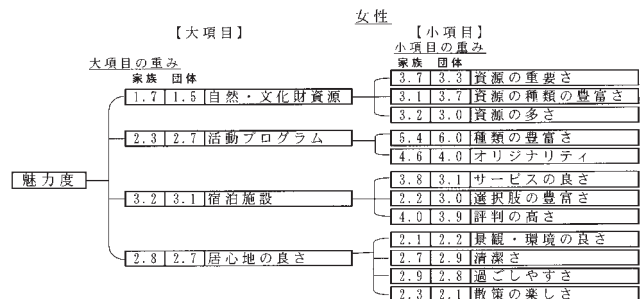 女性
【大項目】 【小項目】
大項目の重み 小項目の重み
家族 団体 家族 団体
3.7 3.3 資源の重要さ
1.7 1.5 自然・文化財資源 3.1 3.7 資源の種類の豊富さ
3.2 3.0 資源の多さ
2.3 2.7 活動プログラム 5.4 6.0 種類の豊富さ
4.6 4.0 オリジナリティ
魅力度
3.8 3.1 サービスの良さ
3.2 3.1 宿泊施設 2.2 3.0 選択肢の豊富さ
4.0 3.9 評判の高さ
2.1 2.2 景観・環境の良さ
2.8 2.7 居心地の良さ 2.7 2.9 清潔さ
2.9 2.8 過ごしやすさ
2.3 2.1 散策の楽しさ